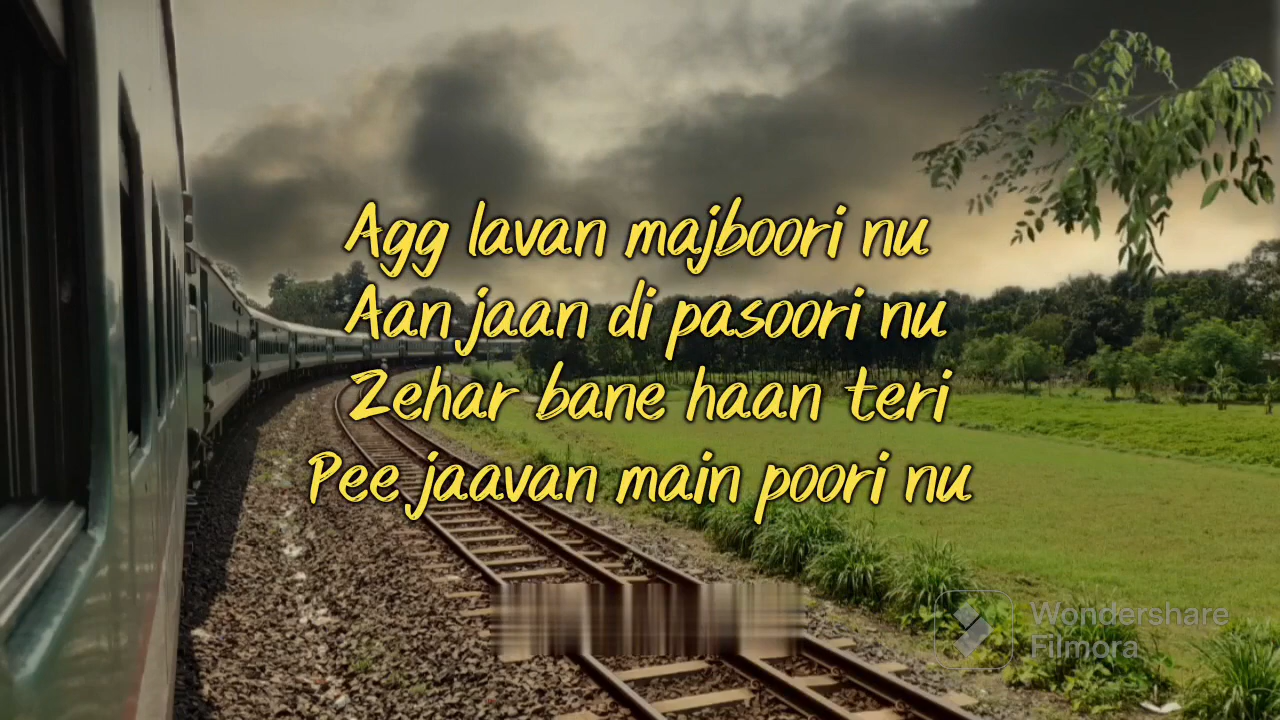 Agg lavan majboori nu
Aan jaan di pasoori nu
Zehar bane haan teri
Pee jaavan main poori nu
Wondershare
Filmora